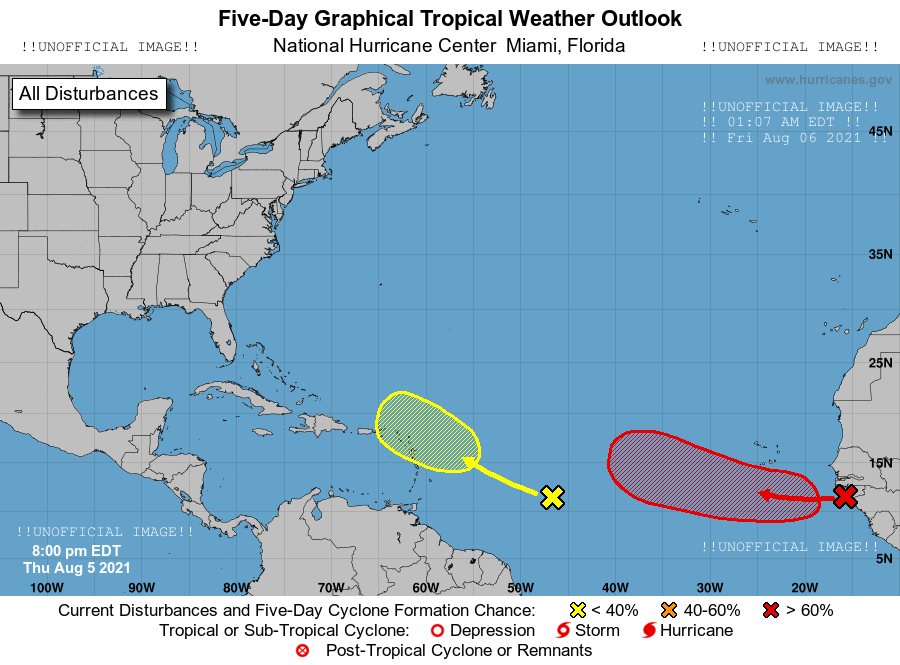 Five-Day Graphical Tropical Weather Outlook
!!UNOFFICIAL IMAGE!! National Hurricane Center Miami, Florida !!UNOFFICIAL IMAGE!!
www.hurricanes.gov
All Disturbances
!!UNOFFICIAL IMAGE!!
!! 01:07 AM EDT !!
!! Fri Aug 06 2021 !!
45N
35N
25N
15N
!!UNOFFICIAL IMAGE!!
8:00 pm EDT
Thu Aug 5 2021
!!UNOFFICIAL IMAGE!!
5N
100W 90W 80W 70W 60W 50W 40W 30W 20W
Current Disturbances and Five-Day Cyclone Formation Chance: < 40% 40-60% > 60%
Tropical or Sub-Tropical Cyclone: Depression Storm Hurricane
Post-Tropical Cyclone or Remnants